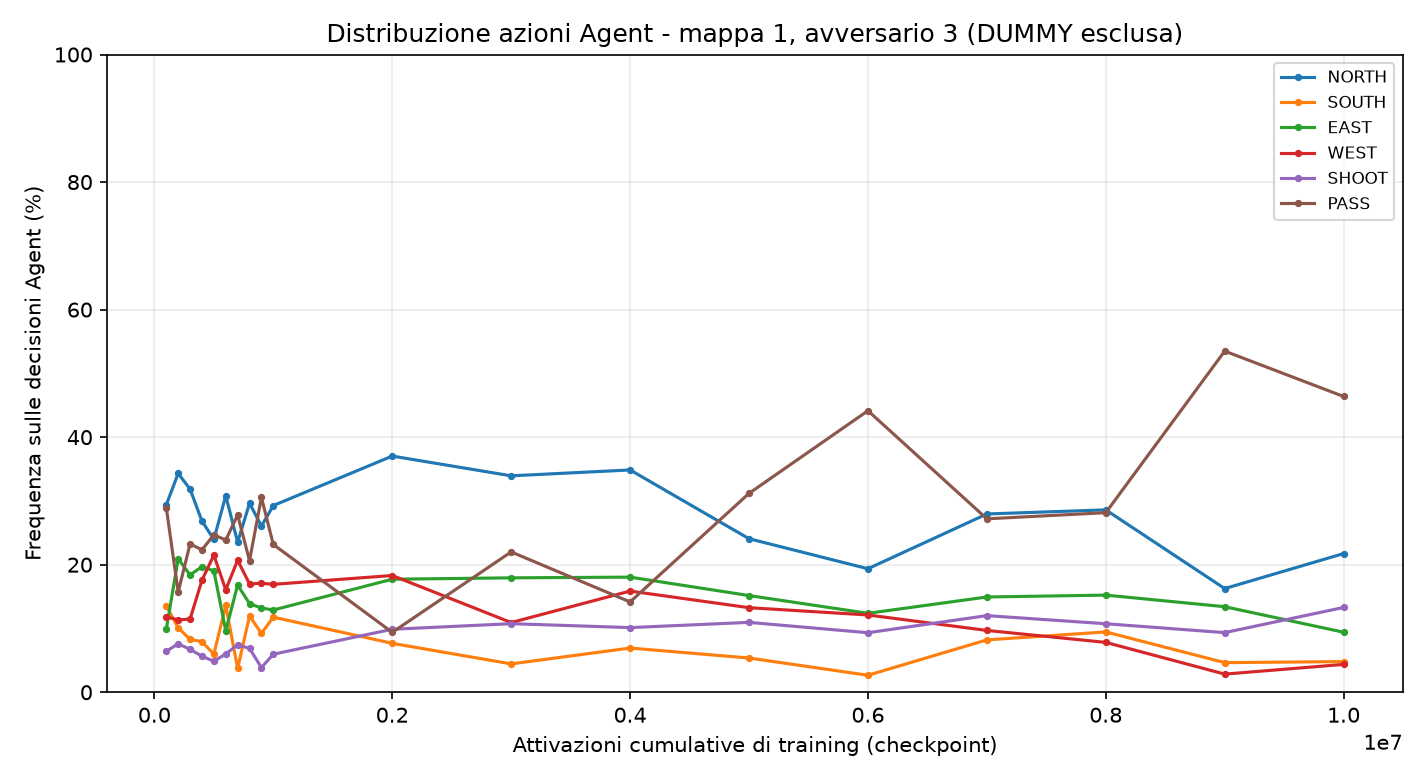 Distribuzione azioni Agent - mappa 1, avversario 3 (DUMMY esclusa)
100
80
60
40
20
0
Frequenza sulle decisioni Agent (%)
NORTH
SOUTH
EAST
WEST
SHOOT
PASS
0.0 0.2 0.4 0.6 0.8 1.0
1e7
Attivazioni cumulative di training (checkpoint)